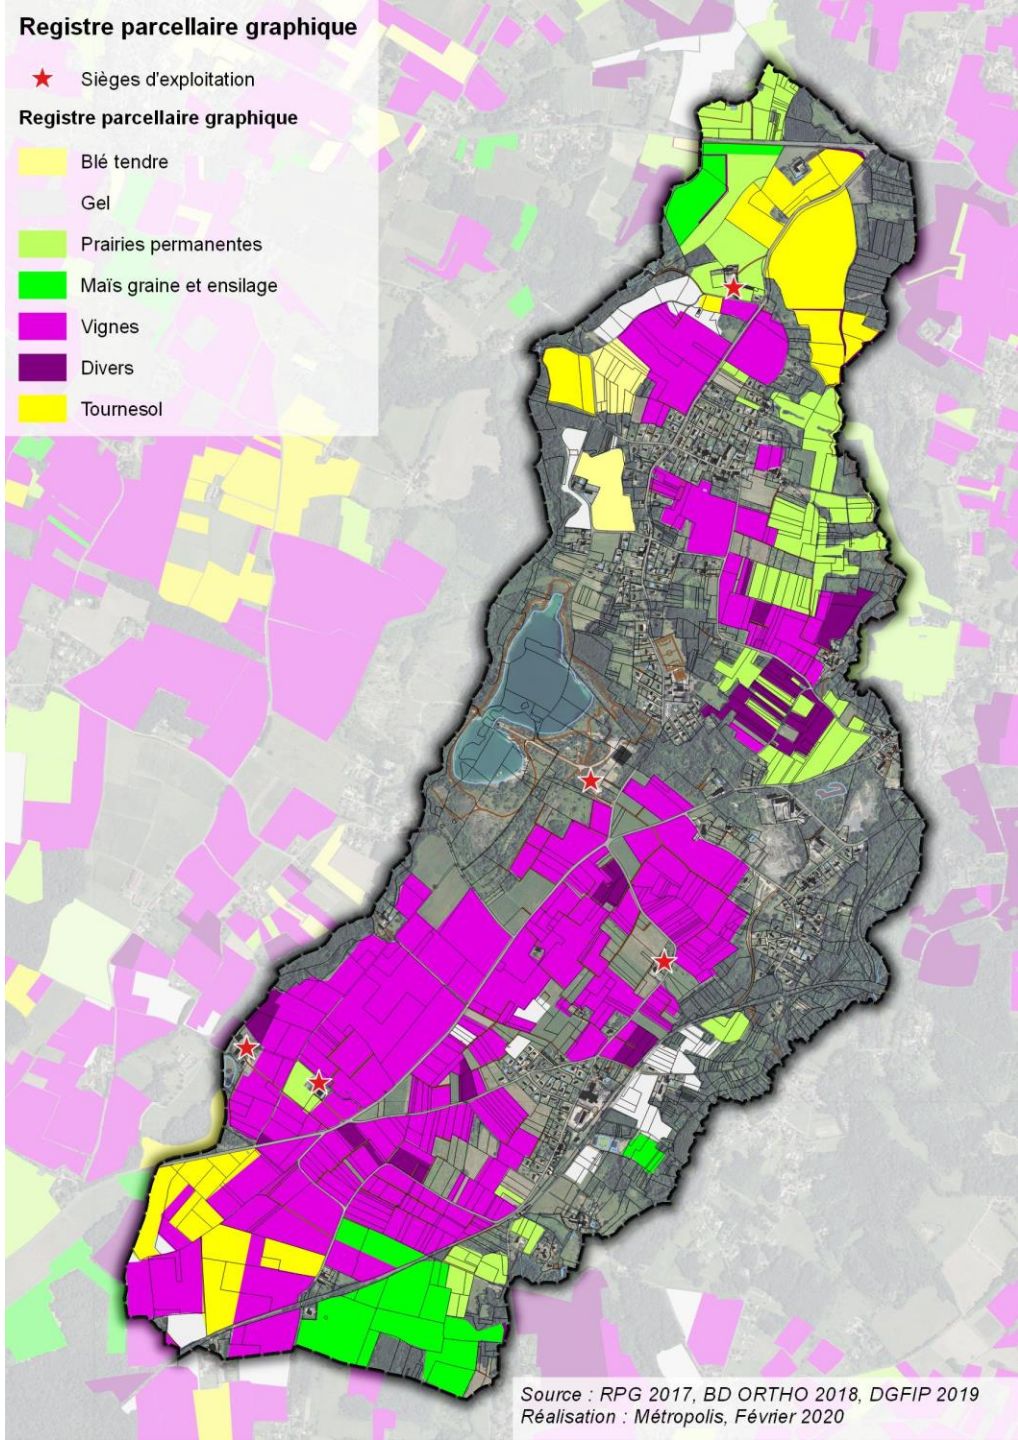 Registre parcellaire graphique
Sièges d'exploitation
Registre parcellaire graphique
Blé tendre
Gel
Prairies permanentes
Maïs graine et ensilage
Vignes
Divers
Tournesol
Source : RPG 2017, BD ORTHO 2018, DGFIP 2019
Réalisation : Métropolis, Février 2020